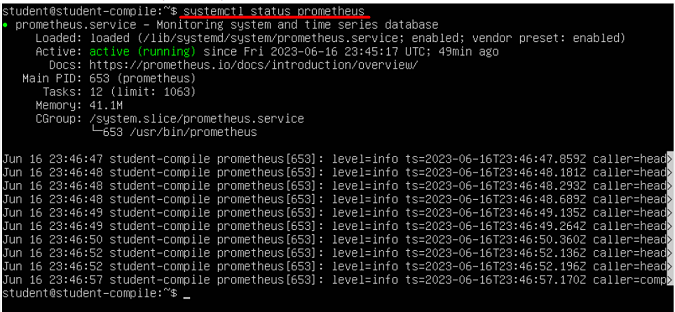 student@student-compile:~$ systemctl status prometheus
● prometheus.service - Monitoring system and time series database
Loaded: loaded (/lib/systemd/system/prometheus.service; enabled; vendor preset: enabled)
Active: active (running) since Fri 2023-06-16 23:45:17 UTC; 49min ago
Docs: https://prometheus.io/docs/introduction/overview/
Main PID: 653 (prometheus)
Tasks: 12 (limit: 1063)
Memory: 41.1M
CGroup: /system.slice/prometheus.service
└─653 /usr/bin/prometheus
Jun 16 23:46:47 student-compile prometheus[653]: level=info ts=2023-06-16T23:46:47.859Z caller=head>
Jun 16 23:46:48 student-compile prometheus[653]: level=info ts=2023-06-16T23:46:48.181Z caller=head>
Jun 16 23:46:48 student-compile prometheus[653]: level=info ts=2023-06-16T23:46:48.293Z caller=head>
Jun 16 23:46:48 student-compile prometheus[653]: level=info ts=2023-06-16T23:46:48.689Z caller=head>
Jun 16 23:46:49 student-compile prometheus[653]: level=info ts=2023-06-16T23:46:49.135Z caller=head>
Jun 16 23:46:49 student-compile prometheus[653]: level=info ts=2023-06-16T23:46:49.264Z caller=head>
Jun 16 23:46:50 student-compile prometheus[653]: level=info ts=2023-06-16T23:46:50.360Z caller=head>
Jun 16 23:46:52 student-compile prometheus[653]: level=info ts=2023-06-16T23:46:52.136Z caller=head>
Jun 16 23:46:52 student-compile prometheus[653]: level=info ts=2023-06-16T23:46:52.196Z caller=head>
Jun 16 23:46:57 student-compile prometheus[653]: level=info ts=2023-06-16T23:46:57.170Z caller=comp>
student@student-compile:~$ _